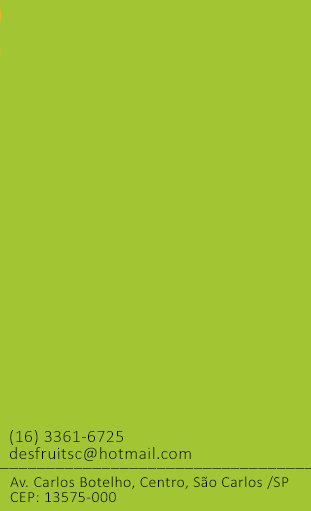 (16) 3361-6725
desfruitsc@hotmail.com
Av. Carlos Botelho, Centro, São Carlos /SP
CEP: 13575-000